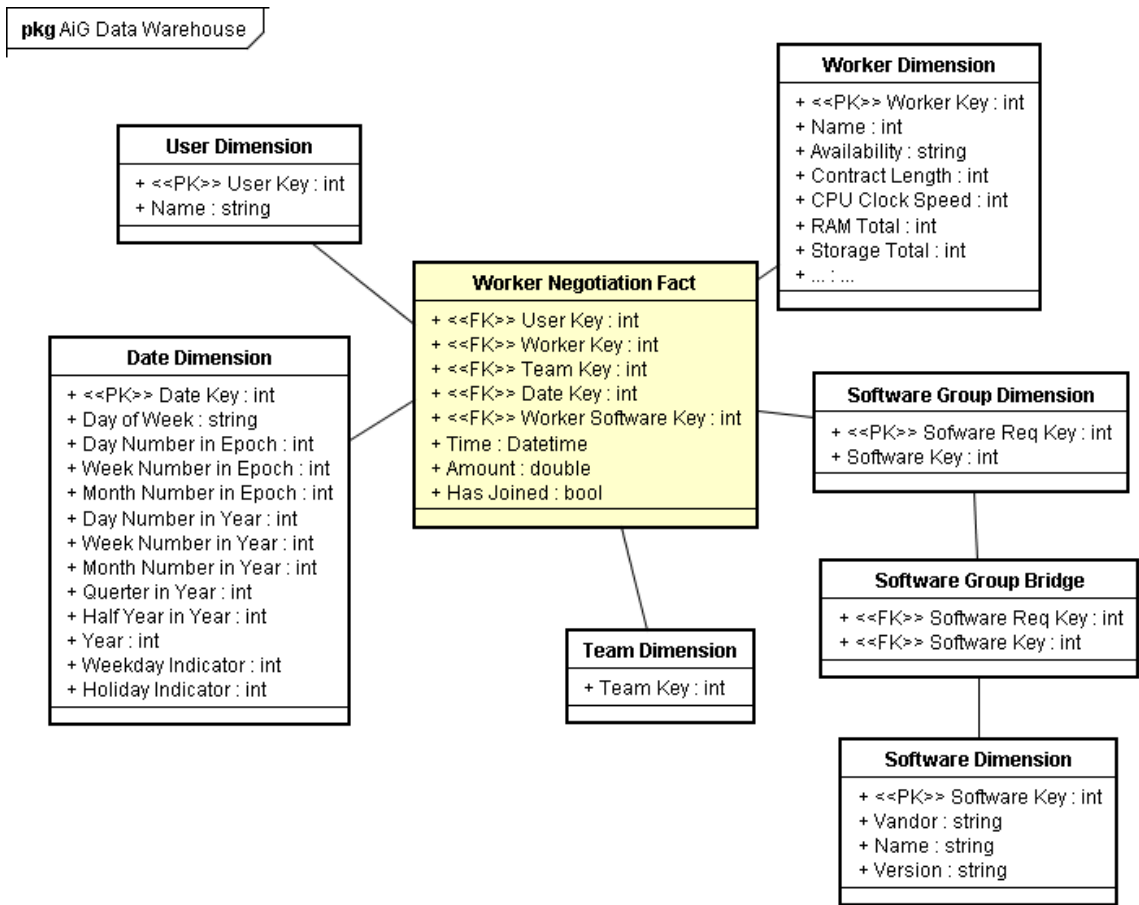 pkg AiG Data Warehouse
Worker Dimension
+ <<PK>> Worker Key : int
+ Name : int
+ Availability : string
+ Contract Length : int
+ CPU Clock Speed : int
+ RAM Total : int
+ Storage Total : int
+ ... : ...
User Dimension
+ <<PK>> User Key : int
+ Name : string
Worker Negotiation Fact
+ <<FK>> User Key : int
+ <<FK>> Worker Key : int
+ <<FK>> Team Key : int
+ <<FK>> Date Key : int
+ <<FK>> Worker Software Key : int
+ Time : Datetime
+ Amount : double
+ Has Joined : bool
Date Dimension
+ <<PK>> Date Key : int
+ Day of Week : string
+ Day Number in Epoch : int
+ Week Number in Epoch : int
+ Month Number in Epoch : int
+ Day Number in Year : int
+ Week Number in Year : int
+ Month Number in Year : int
+ Querter in Year : int
+ Half Year in Year : int
+ Year : int
+ Weekday Indicator : int
+ Holiday Indicator : int
Software Group Dimension
+ <<PK>> Sofware Req Key : int
+ Software Key : int
Software Group Bridge
+ <<FK>> Software Req Key : int
+ <<FK>> Software Key : int
Team Dimension
+ Team Key : int
Software Dimension
+ <<PK>> Software Key : int
+ Vandor : string
+ Name : string
+ Version : string